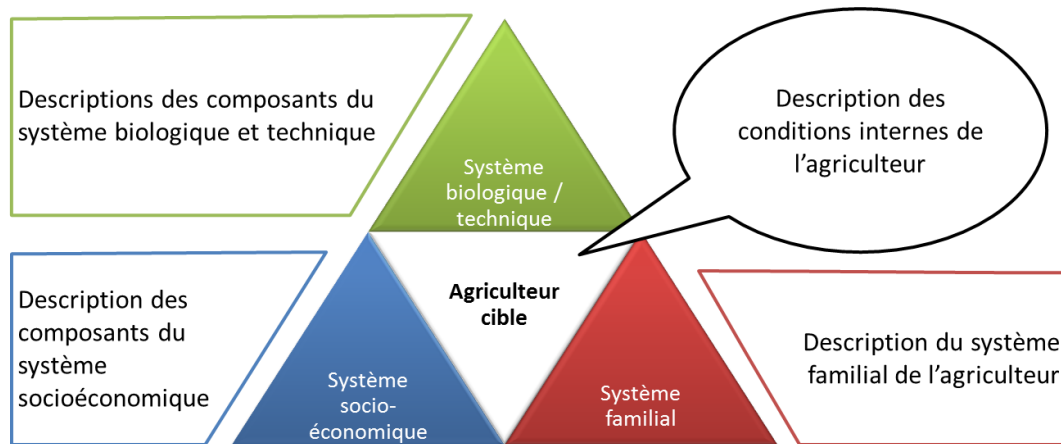 Descriptions des composants du
système biologique et technique
Description des
conditions internes de
l’agriculteur
Système
biologique /
technique
Agriculteur
cible
Description des
composants du
système
socioéconomique
Système
socio-
économique
Système
familial
Description du système
familial de l’agriculteur